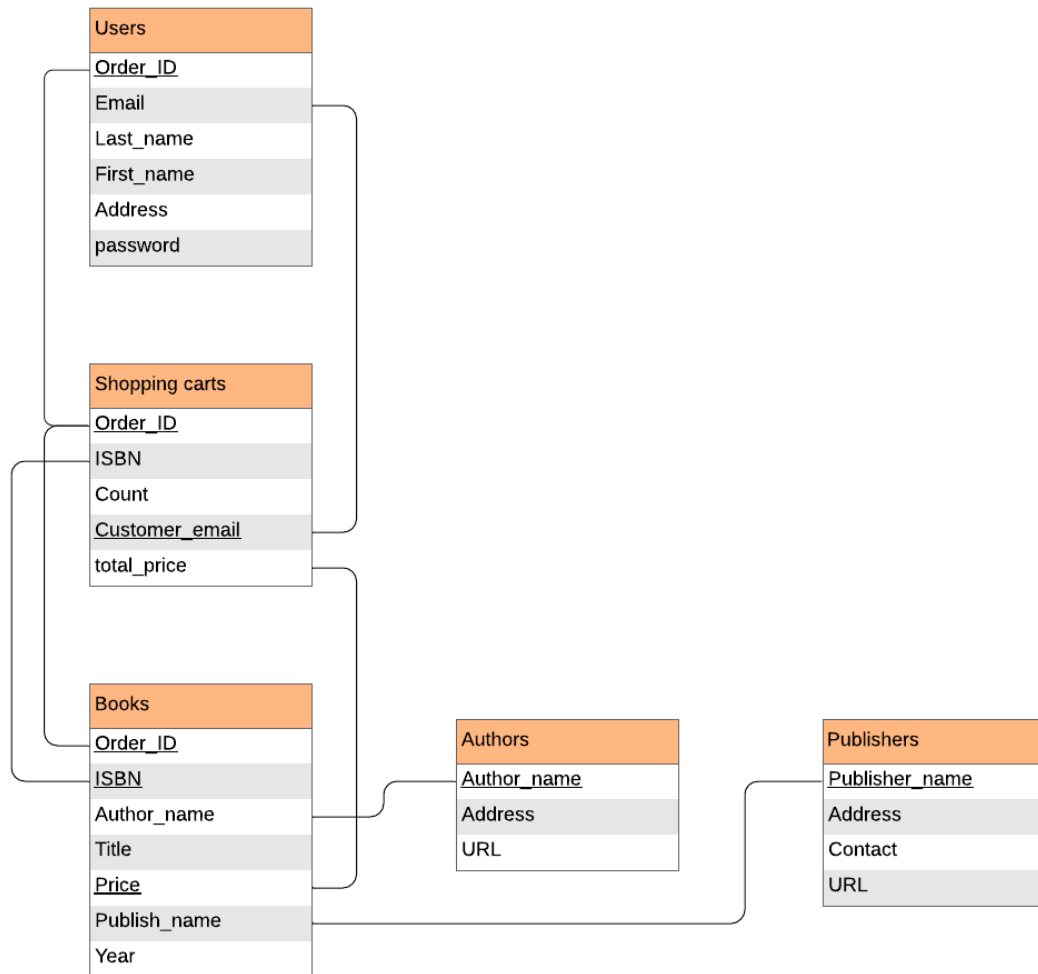 Users
Order_ID
Email
Last_name
First_name
Address
password
Shopping carts
Order_ID
ISBN
Count
Customer_email
total_price
Books
Order_ID
ISBN
Author_name
Title
Price
Publish_name
Year
Authors
Author_name
Address
URL
Publishers
Publisher_name
Address
Contact
URL